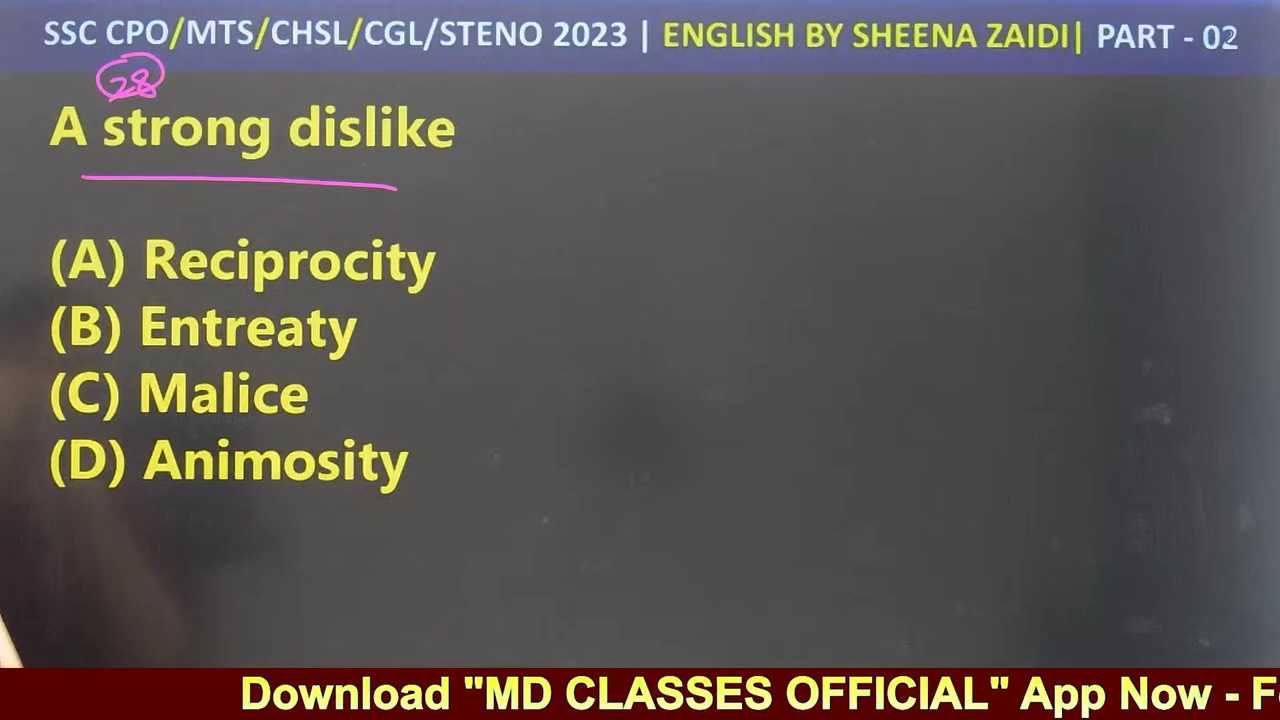 SSC CPO/MTS/CHSL/CGL/STENO 2023 | ENGLISH BY SHEENA ZAIDI| PART - 02
28
A strong dislike
(A) Reciprocity
(B) Entreaty
(C) Malice
(D) Animosity
Download "MD CLASSES OFFICIAL" App Now - F